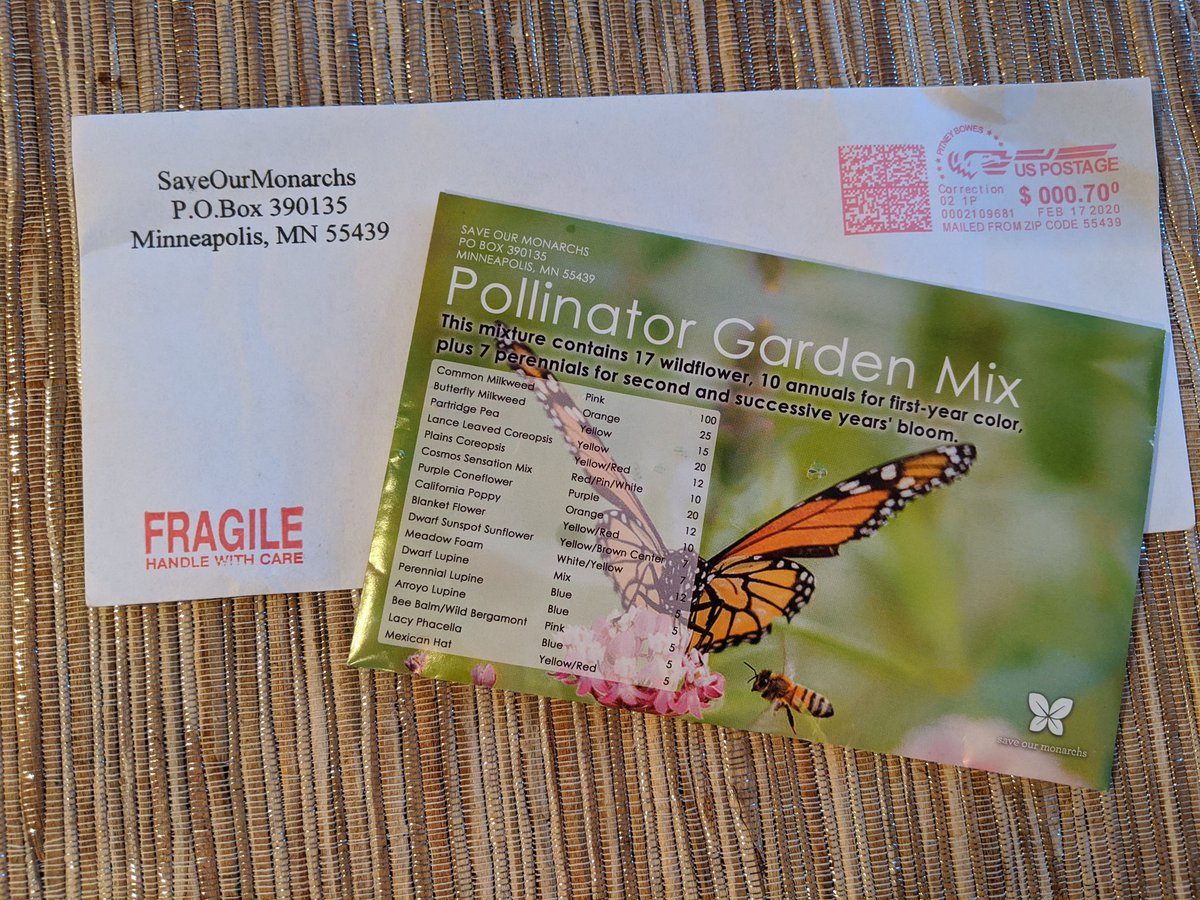 SaveOurMonarchs
P.O.Box 390135
Minneapolis, MN 55439
PITNEY BOWES
US POSTAGE
Correction
02 1P
$ 000.70⁰
0002109681 FEB 17 2020
MAILED FROM ZIP CODE 55439
FRAGILE
HANDLE WITH CARE
SAVE OUR MONARCHS
PO BOX 390135
MINNEAPOLIS, MN 55439
Pollinator Garden Mix
This mixture contains 17 wildflower, 10 annuals for first-year color,
plus 7 perennials for second and successive years' bloom.
Common Milkweed Pink 100
Butterfly Milkweed Orange 25
Partridge Pea Yellow 15
Lance Leaved Coreopsis Yellow 20
Plains Coreopsis Yellow/Red 12
Cosmos Sensation Mix Red/Pin/White 10
Purple Coneflower Purple 20
California Poppy Orange 12
Blanket Flower Yellow/Red 10
Dwarf Sunspot Sunflower Yellow/Brown Center 7
Meadow Foam White/Yellow 7
Dwarf Lupine Mix 12
Perennial Lupine Blue 5
Arroyo Lupine Blue 5
Bee Balm/Wild Bergamont Pink 5
Lacy Phacella Blue 5
Mexican Hat Yellow/Red 5
save our monarchs